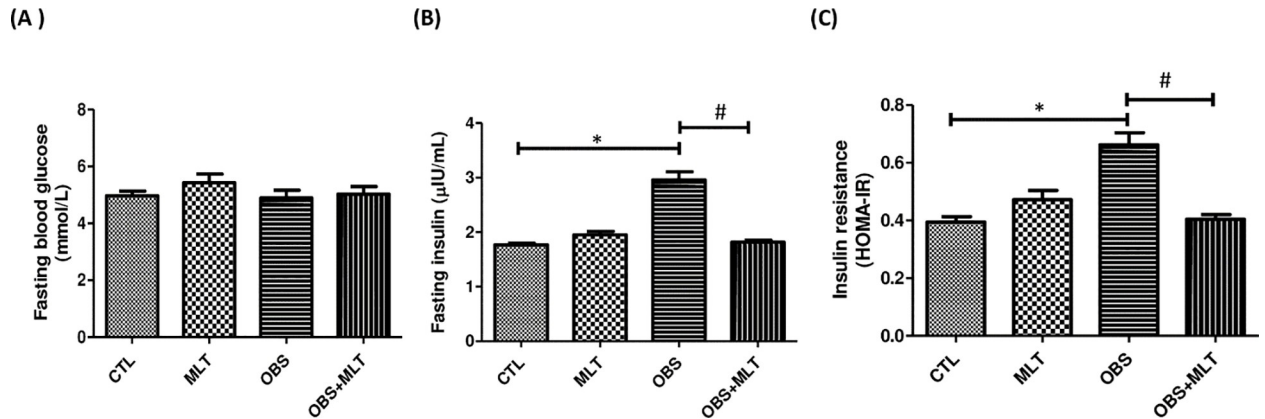 (A )
(B)
(C)
Fasting blood glucose
(mmol/L)
8
6
4
2
0
CTL
MLT
OBS
OBS+MLT
Fasting insulin (µIU/mL)
4
3
2
1
0
*
#
CTL
MLT
OBS
OBS+MLT
Insulin resistance
(HOMA-IR)
0.8
0.6
0.4
0.2
0.0
*
#
CTL
MLT
OBS
OBS+MLT